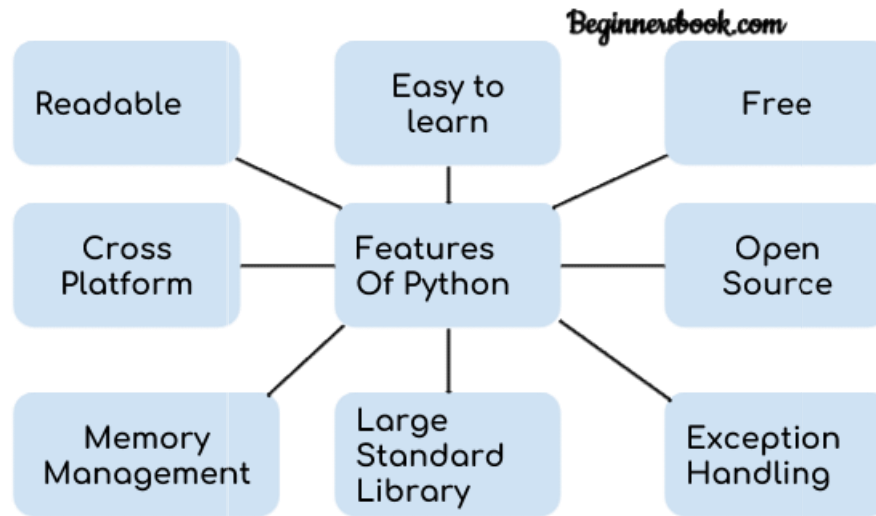 Beginnersbook.com
Readable
Easy to
learn
Free
Cross
Platform
Features
Of Python
Open
Source
Memory
Management
Large
Standard
Library
Exception
Handling